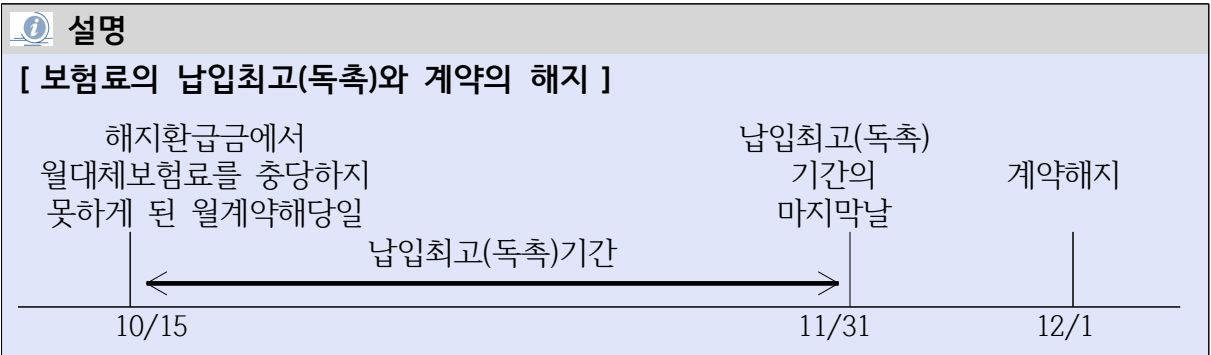 설명
[ 보험료의 납입최고(독촉)와 계약의 해지 ]
해지환급금에서
월대체보험료를 충당하지
못하게 된 월계약해당일
납입최고(독촉)
기간의
마지막날
계약해지
납입최고(독촉)기간
10/15
11/31
12/1